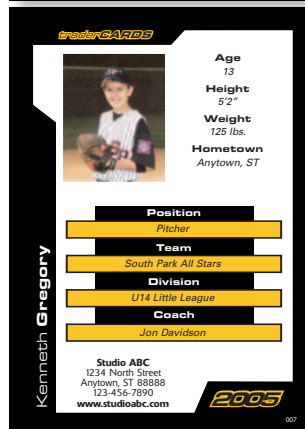 traderCARDS
Age
13
Height
5'2"
Weight
125 lbs.
Hometown
Anytown, ST
Position
Pitcher
Team
South Park All Stars
Division
U14 Little League
Coach
Jon Davidson
Kenneth Gregory
Studio ABC
1234 North Street
Anytown, ST 88888
123-456-7890
www.studioabc.com
2005
007